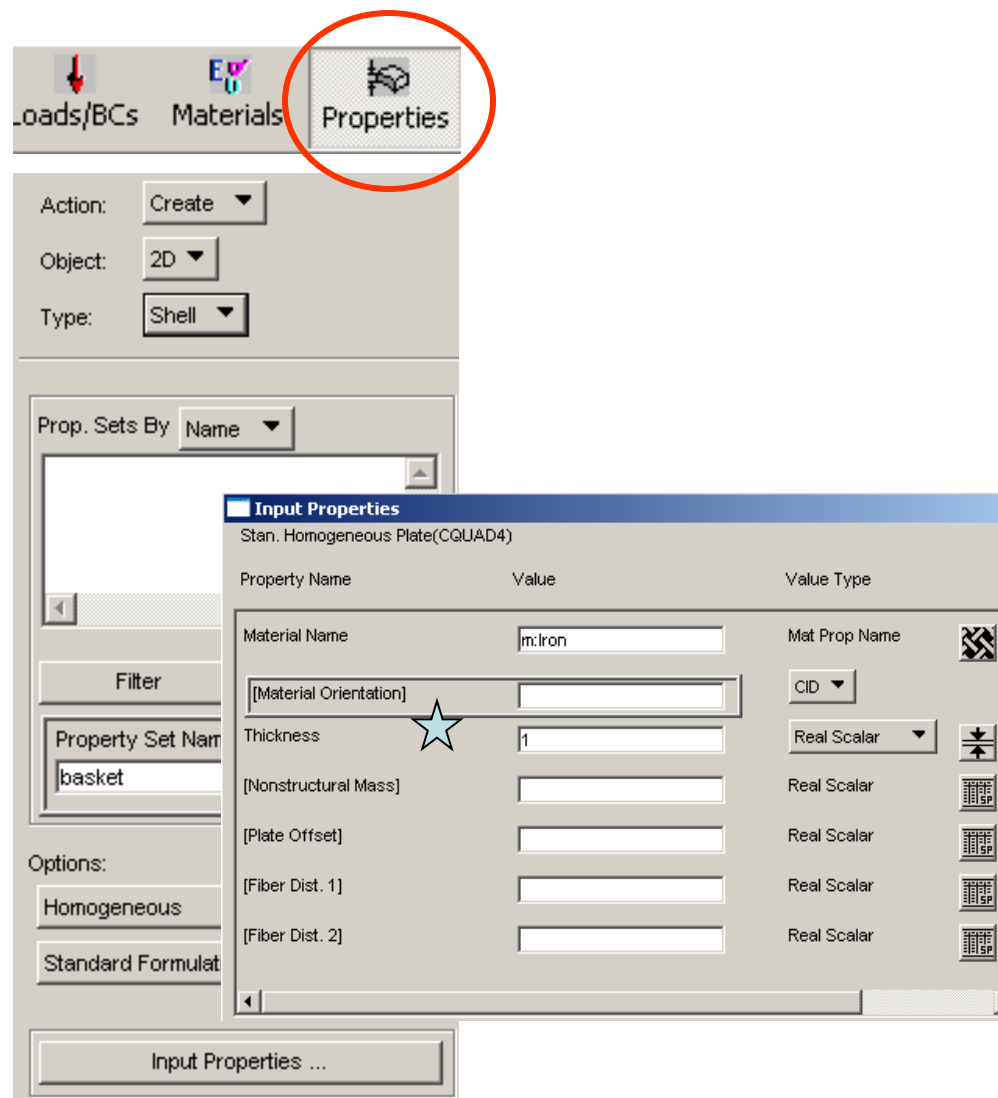 Loads/BCs Materials Properties
Action: Create
Object: 2D
Type: Shell
Prop. Sets By Name
Input Properties
Stan. Homogeneous Plate(CQUAD4)
Property Name Value Value Type
Material Name m:Iron Mat Prop Name
[Material Orientation] CID
Thickness 1 Real Scalar
[Nonstructural Mass] Real Scalar
[Plate Offset] Real Scalar
[Fiber Dist. 1] Real Scalar
[Fiber Dist. 2] Real Scalar
Filter
Property Set Nam
basket
Options:
Homogeneous
Standard Formulat
Input Properties ...